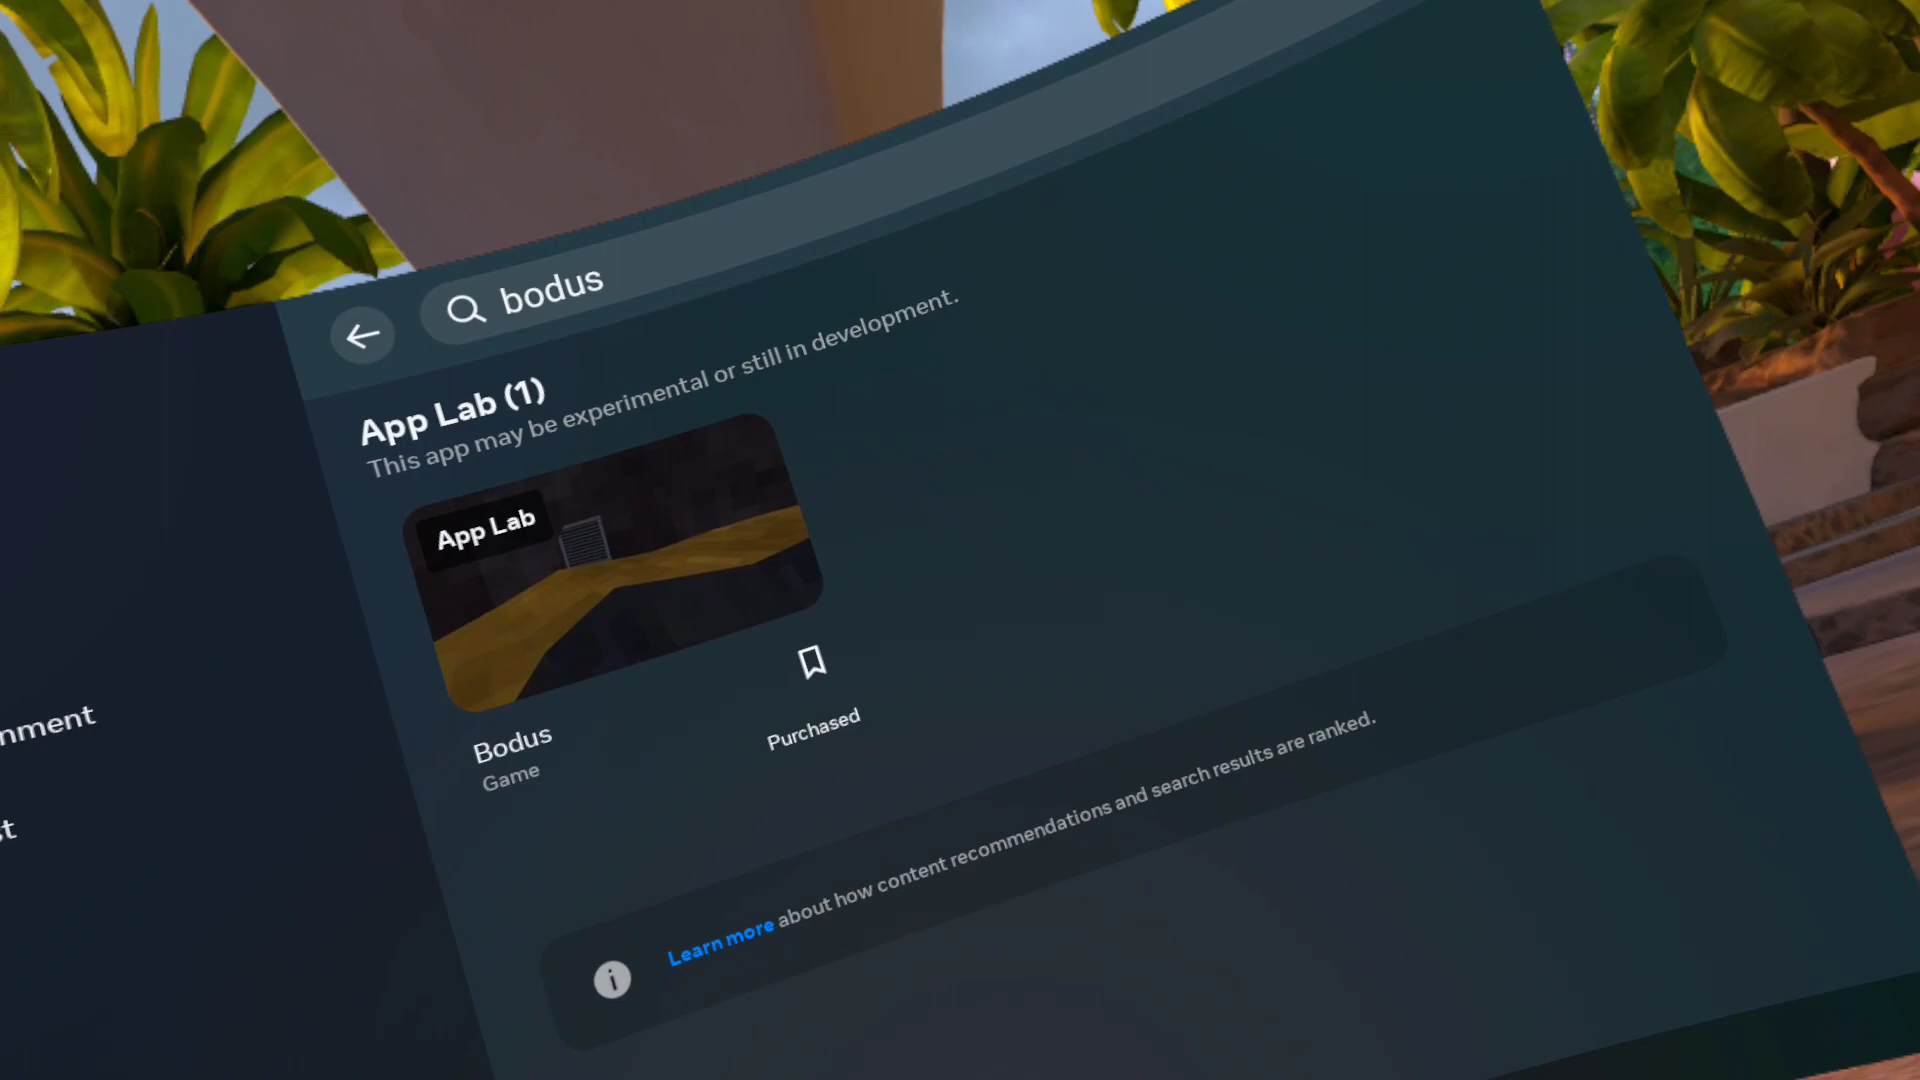 bodus
App Lab (1)
This app may be experimental or still in development.
App Lab
Bodus
Game
Purchased
nment
st
Learn more about how content recommendations and search results are ranked.